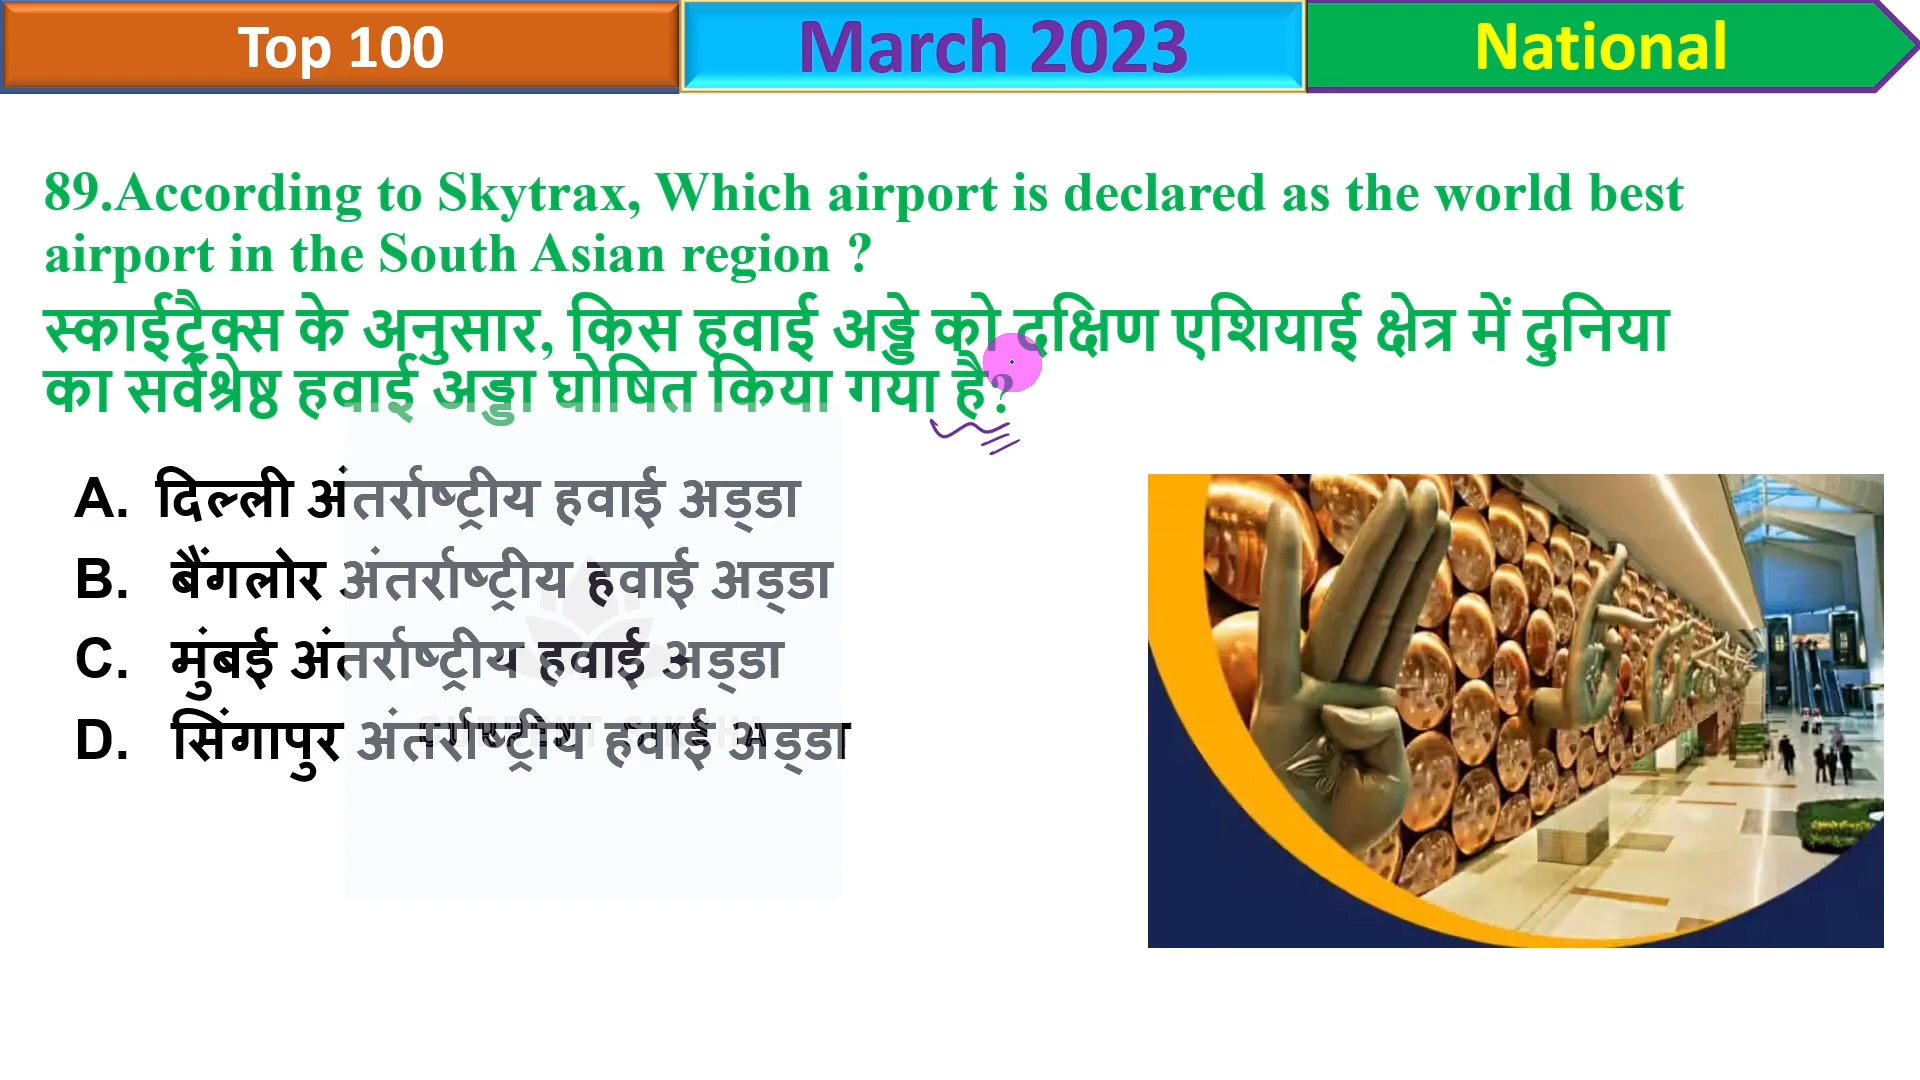 Top 100
March 2023
National
89.According to Skytrax, Which airport is declared as the world best
airport in the South Asian region ?
स्काईट्रैक्स के अनुसार, किस हवाई अड्डे को दक्षिण एशियाई क्षेत्र में दुनिया
का सर्वश्रेष्ठ हवाई अड्डा घोषित किया गया है?
A. दिल्ली अंतर्राष्ट्रीय हवाई अड्डा
B. बैंगलोर अंतर्राष्ट्रीय हवाई अड्डा
C. मुंबई अंतर्राष्ट्रीय हवाई अड्डा
D. सिंगापुर अंतर्राष्ट्रीय हवाई अड्डा